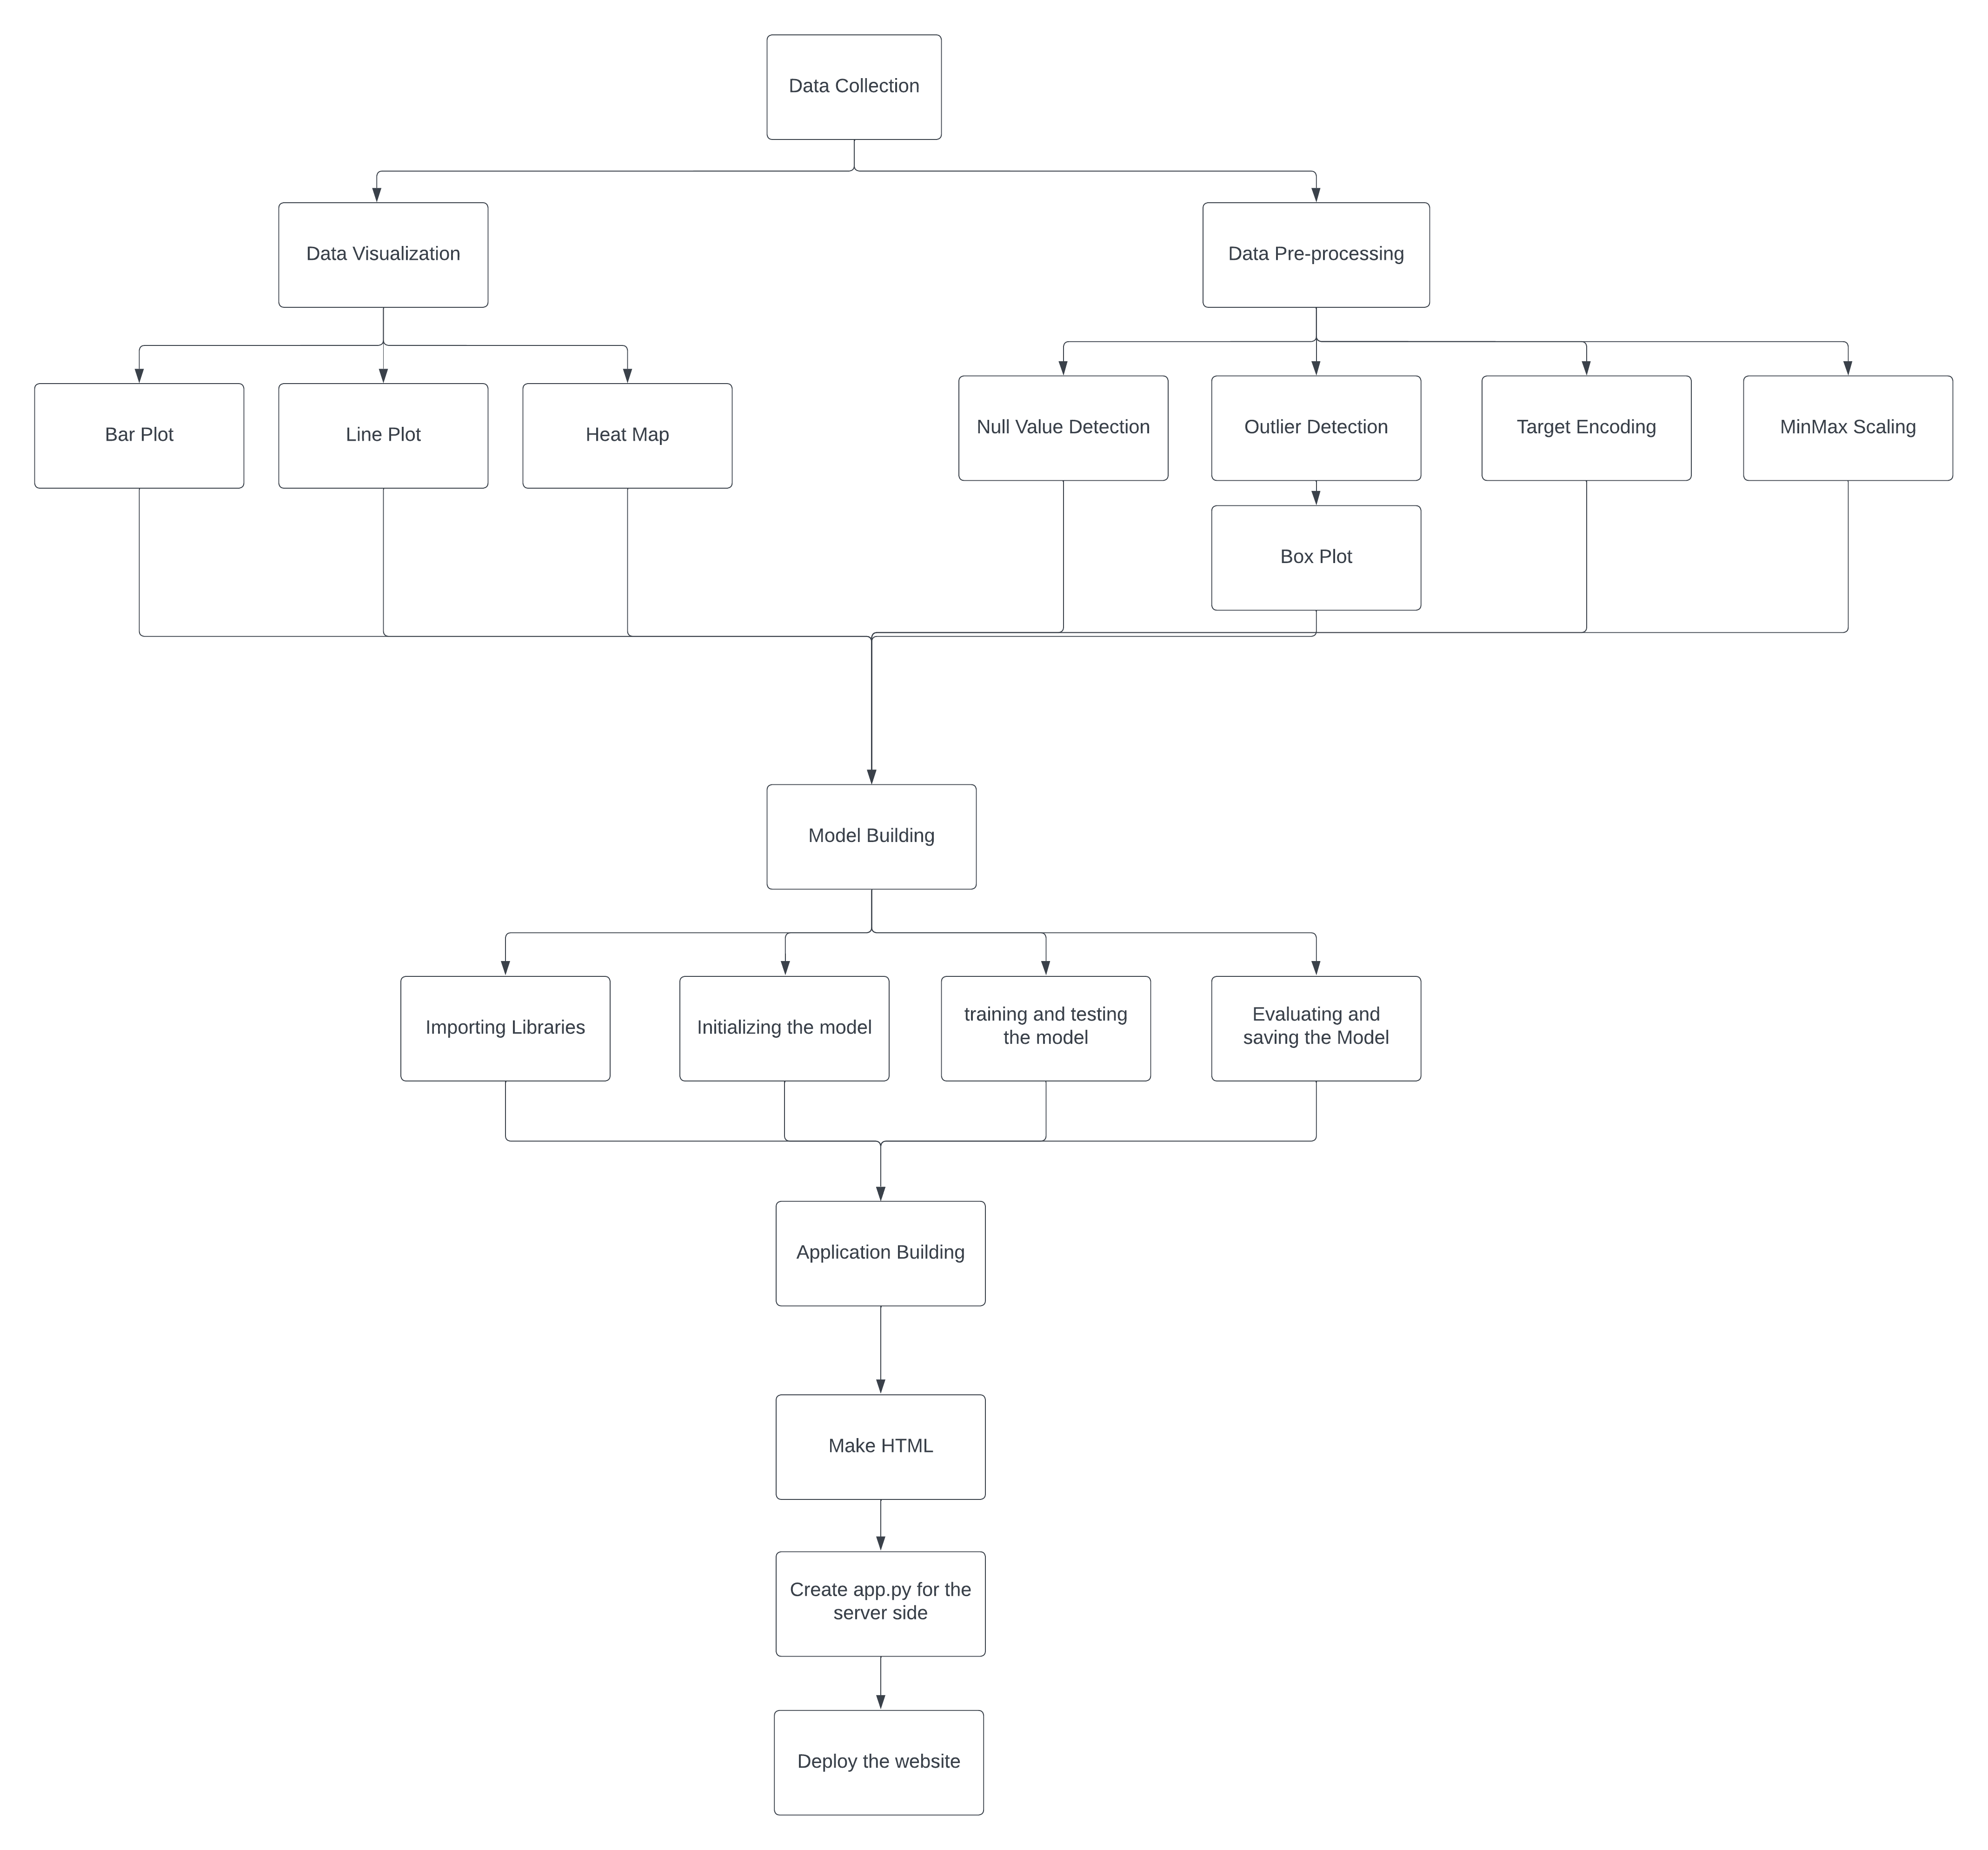 Data Collection
Data Visualization
Data Pre-processing
Bar Plot
Line Plot
Heat Map
Null Value Detection
Outlier Detection
Target Encoding
MinMax Scaling
Box Plot
Model Building
Importing Libraries
Initializing the model
training and testing
the model
Evaluating and
saving the Model
Application Building
Make HTML
Create app.py for the
server side
Deploy the website